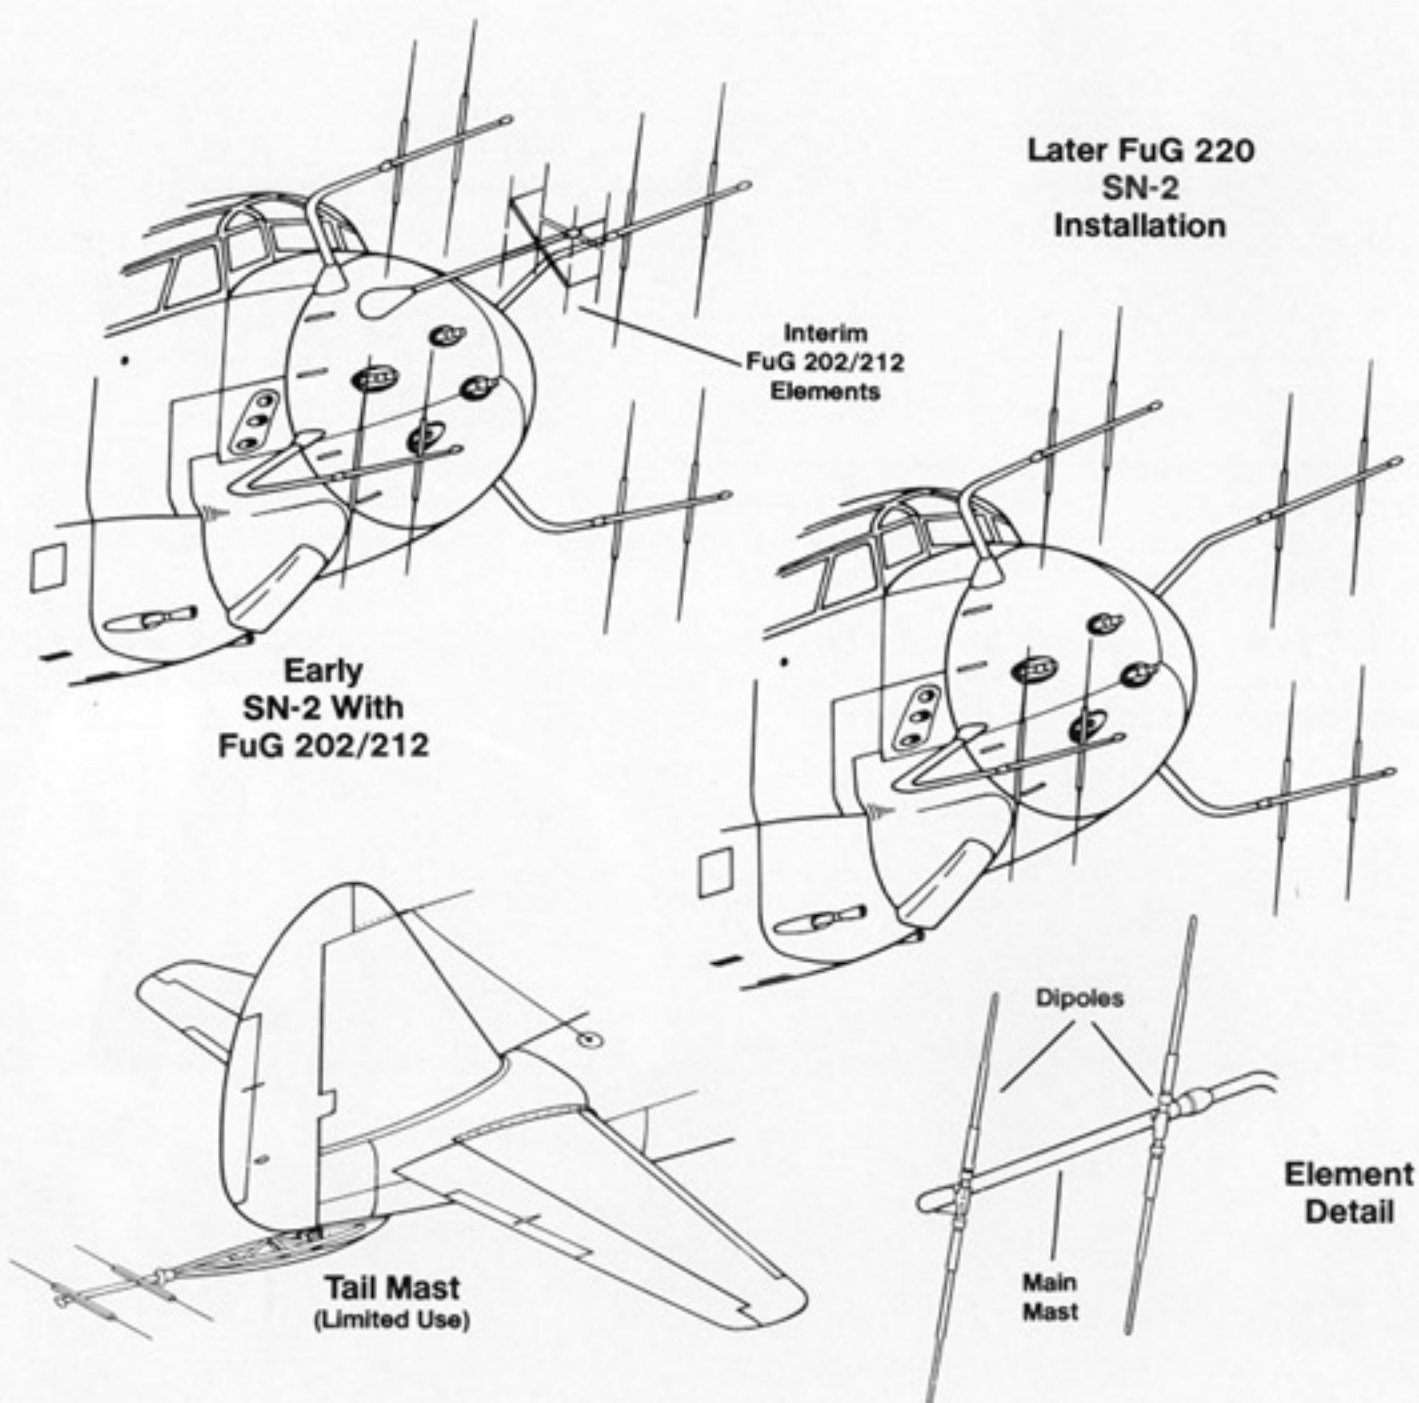 Later FuG 220
SN-2
Installation
Interim
FuG 202/212
Elements
Early
SN-2 With
FuG 202/212
Dipoles
Element
Detail
Main
Mast
Tail Mast
(Limited Use)